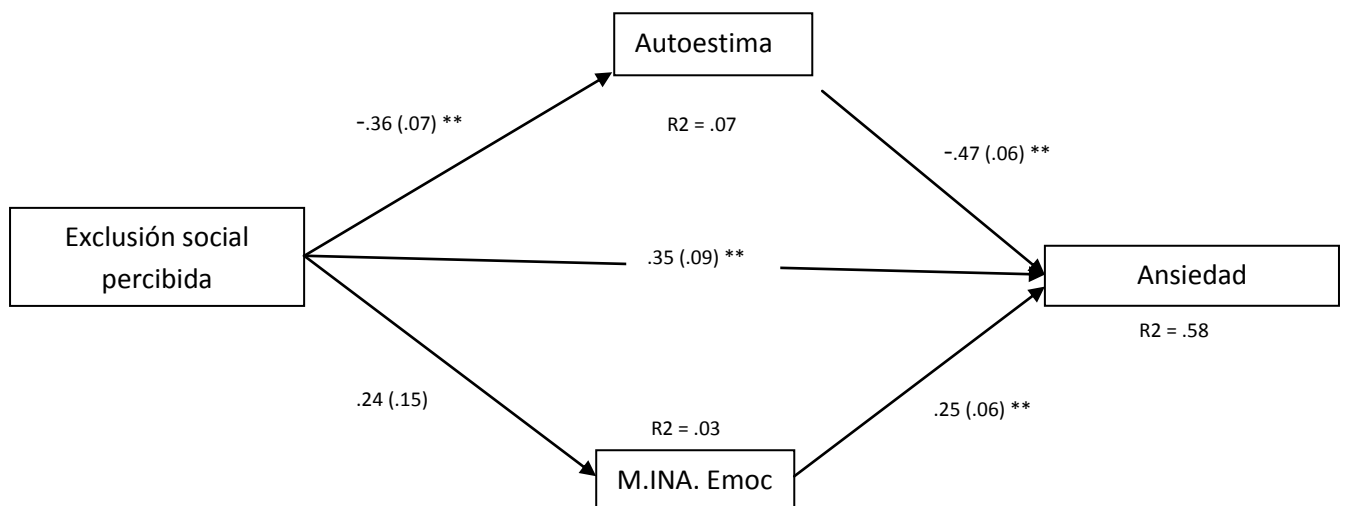 Autoestima
-.36 (.07) **
R2 = .07
-.47 (.06) **
Exclusión social
percibida
.35 (.09) **
Ansiedad
R2 = .58
.24 (.15)
.25 (.06) **
R2 = .03
M.INA. Emoc